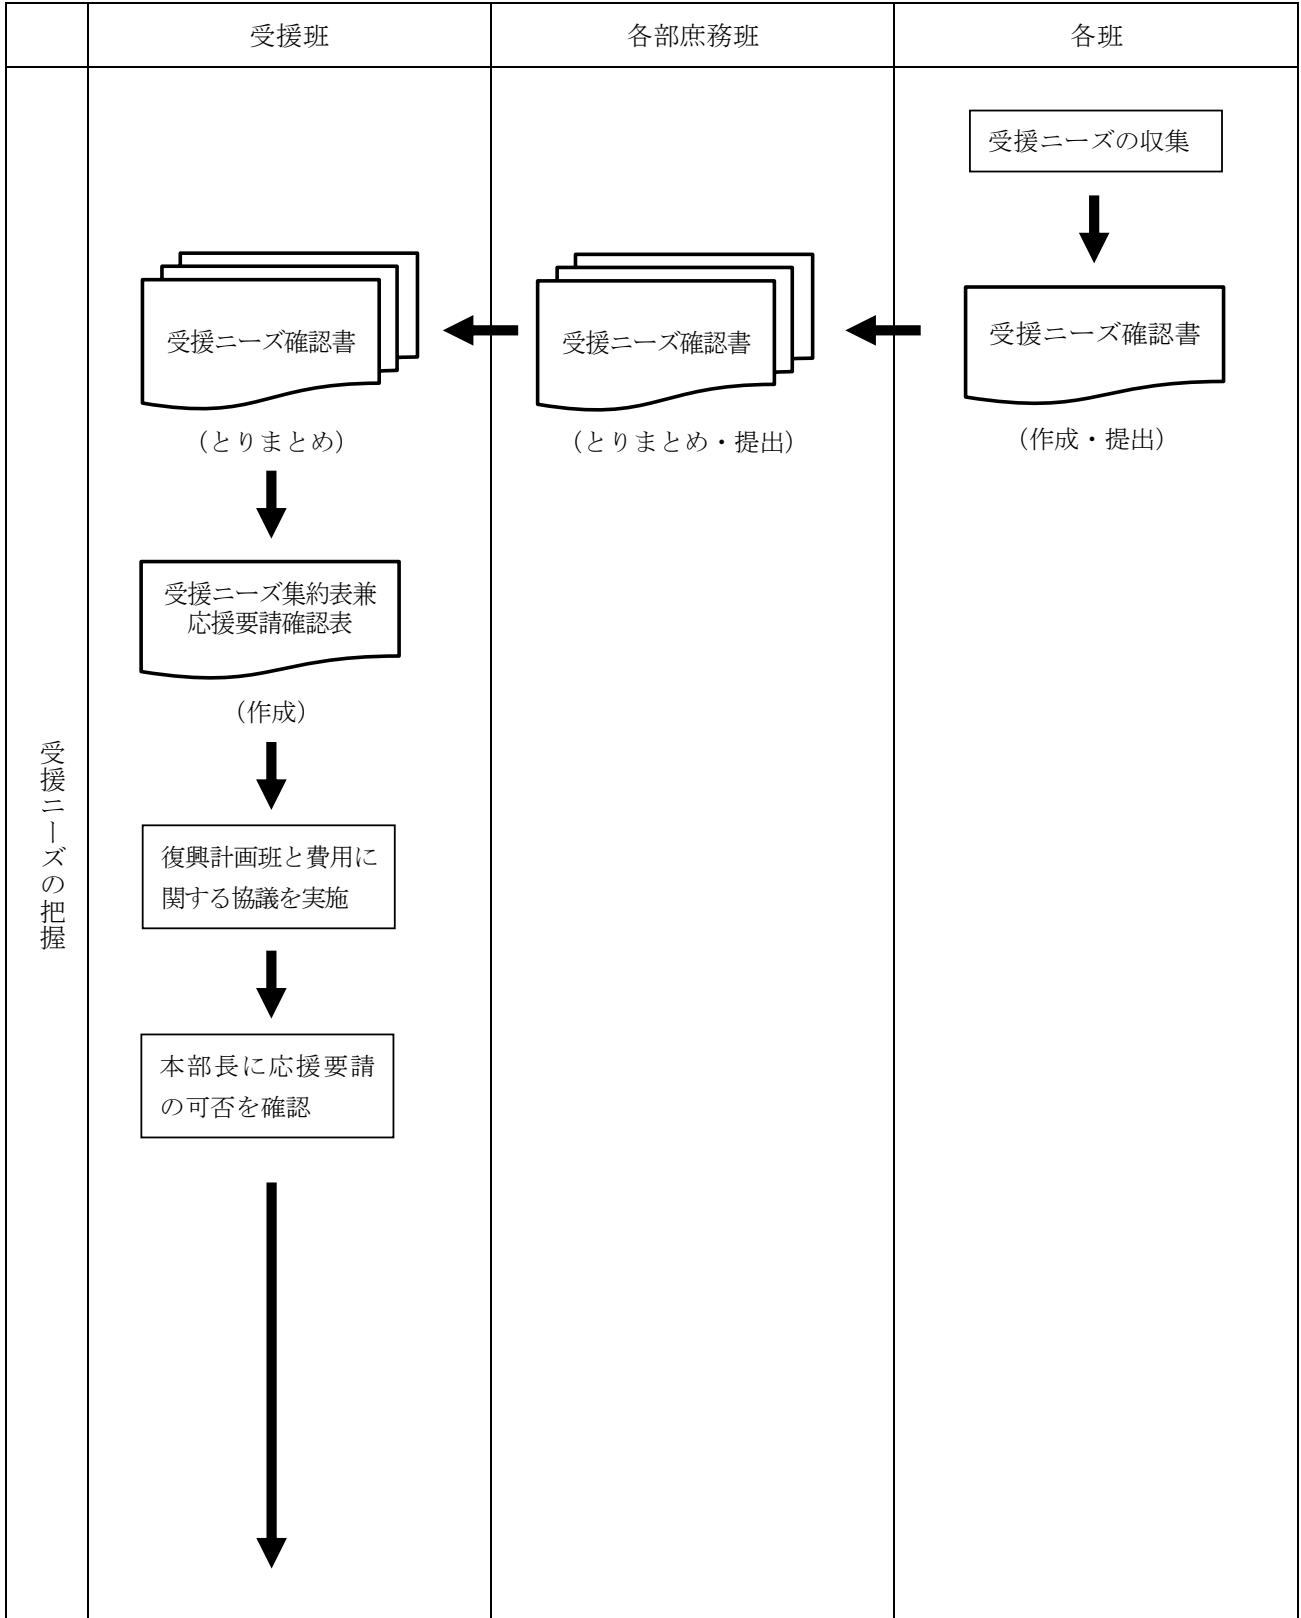 受援班
各部庶務班
各班
受援ニーズの把握
受援ニーズの収集
受援ニーズ確認書
(作成・提出)
受援ニーズ確認書
(とりまとめ・提出)
受援ニーズ確認書
(とりまとめ)
受援ニーズ集約表兼
応援要請確認表
(作成)
復興計画班と費用に
関する協議を実施
本部長に応援要請
の可否を確認